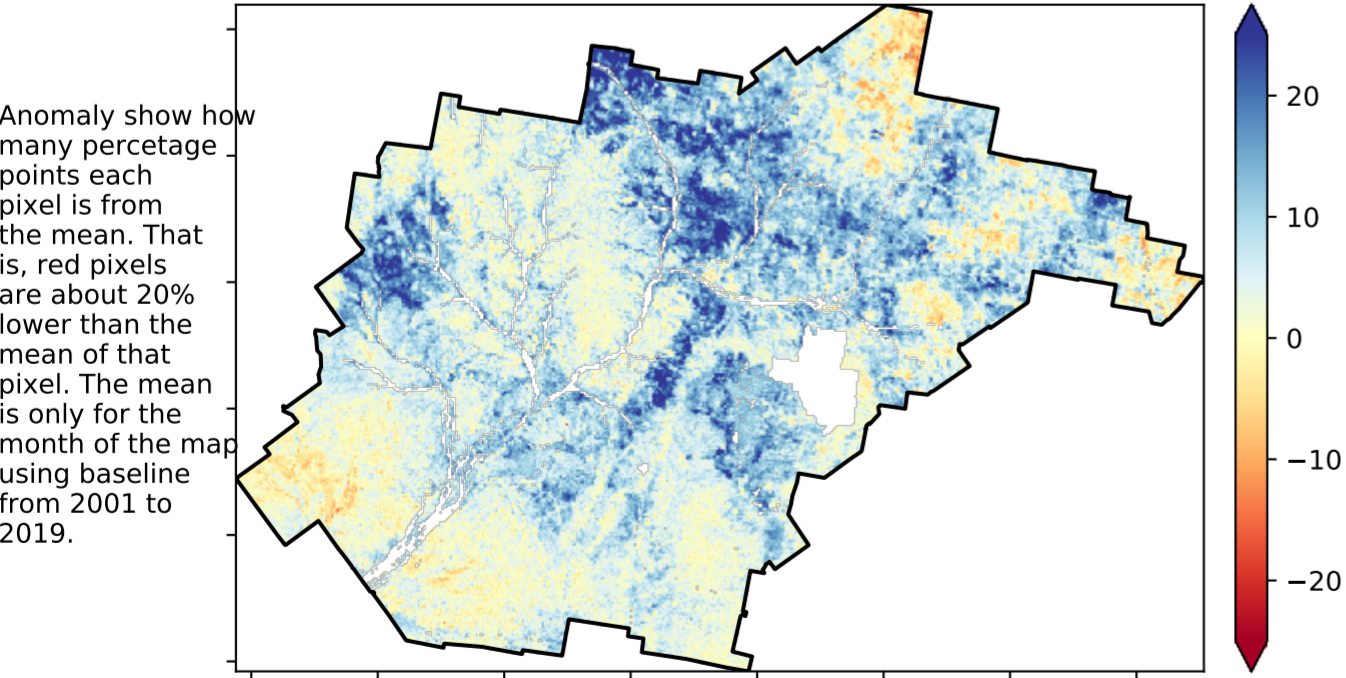 Anomaly show how
many percetage
points each
pixel is from
the mean. That
is, red pixels
are about 20%
lower than the
mean of that
pixel. The mean
is only for the
month of the map
using baseline
from 2001 to
2019.
20
10
0
−10
−20